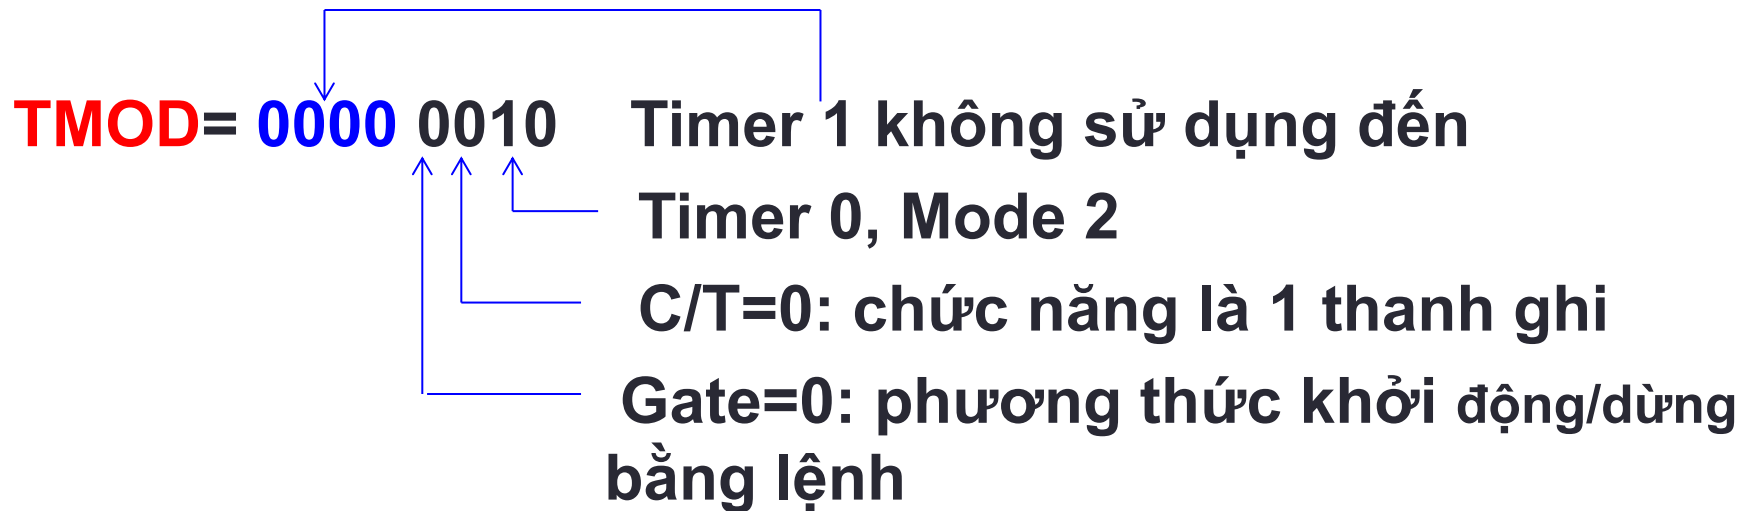 TMOD= 0000 0010 Timer 1 không sử dụng đến
Timer 0, Mode 2
C/T=0: chức năng là 1 thanh ghi
Gate=0: phương thức khởi động/dừng
bằng lệnh